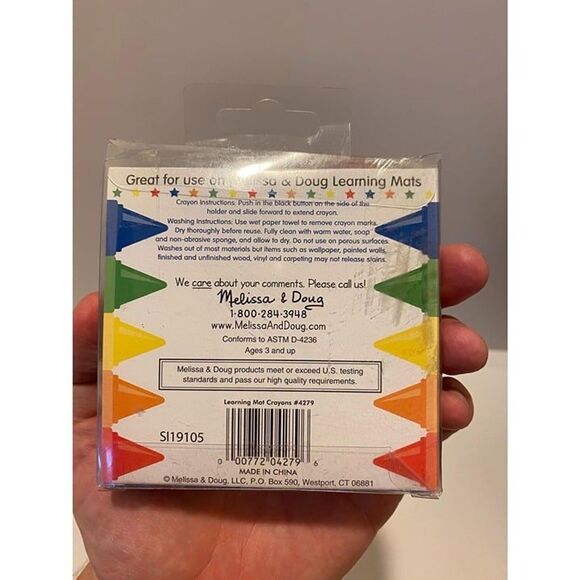 Great for use on Melissa & Doug Learning Mats
Crayon Instructions: Push in the black button on the side of the
holder and slide forward to extend crayon.
Washing Instructions: Use wet paper towel to remove crayon marks.
Dry thoroughly before reuse. Fully clean with warm water, soap
and non-abrasive sponge, and allow to dry. Do not use on porous surfaces.
Washes out of most materials but items such as wallpaper, painted walls,
finished and unfinished wood, vinyl and carpeting may not release stains.
We care about your comments. Please call us!
Melissa & Doug
1-800-284-3948
www.MelissaAndDoug.com
Conforms to ASTM D-4236
Ages 3 and up
Melissa & Doug products meet or exceed U.S. testing
standards and pass our high quality requirements.
Learning Mat Crayons #4279
SI19105
0 00772 04279 6
MADE IN CHINA
© Melissa & Doug, LLC, P.O. Box 590, Westport, CT 06881